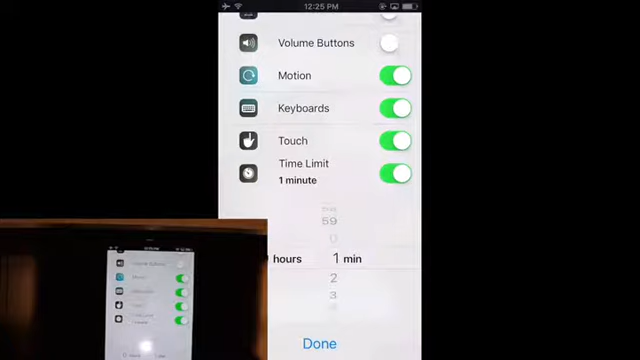 12:25 PM
Volume Buttons
Motion
Keyboards
Touch
Time Limit
1 minute
59
0
hours 1 min
2
3
Done